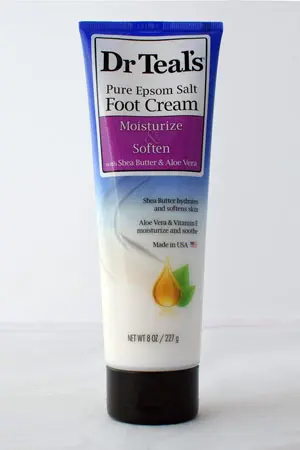 Dr Teal's
Pure Epsom Salt
Foot Cream
Moisturize
&
Soften
with Shea Butter & Aloe Vera
Shea Butter hydrates
and softens skin
Aloe Vera & Vitamin E
moisturize and soothe
Made in USA
NET WT 8 OZ / 227 g